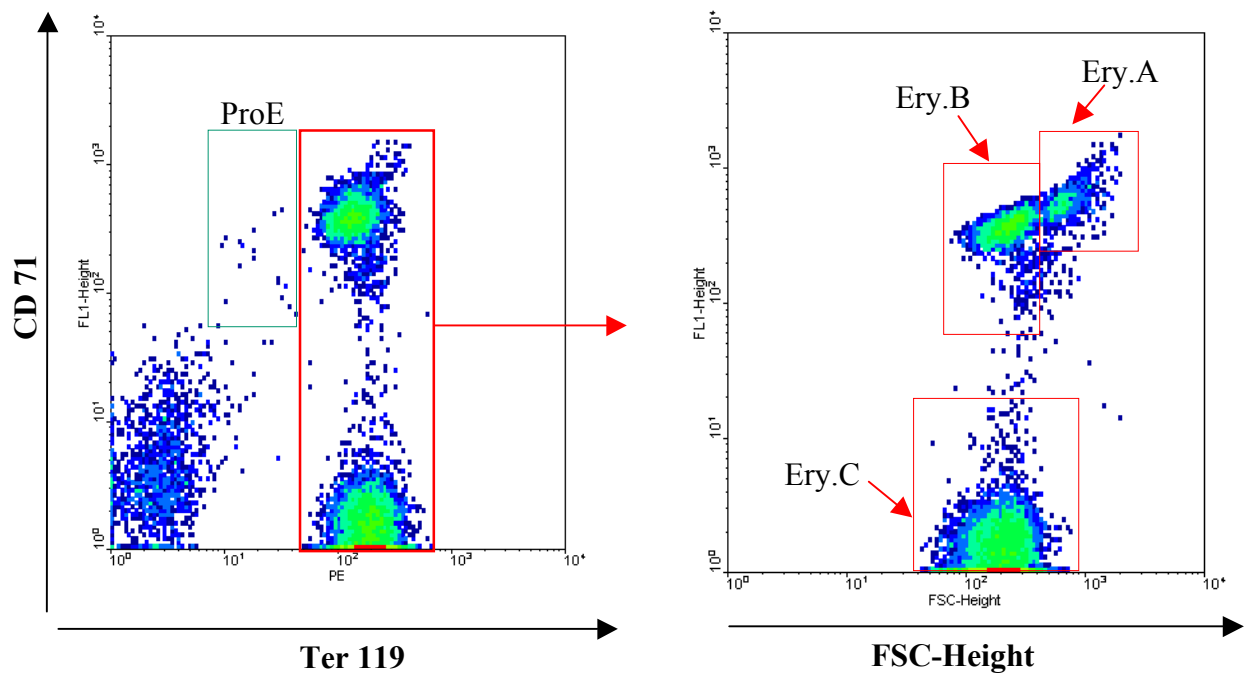 CD 71
FL1-Height
10⁴
10³
10²
10¹
10⁰
ProE
10⁰ 10¹ 10² 10³ 10⁴
PE
Ter 119
FL1-Height
10⁴
10³
10²
10¹
10⁰
Ery.B
Ery.A
Ery.C
10⁰ 10¹ 10² 10³ 10⁴
FSC-Height
FSC-Height